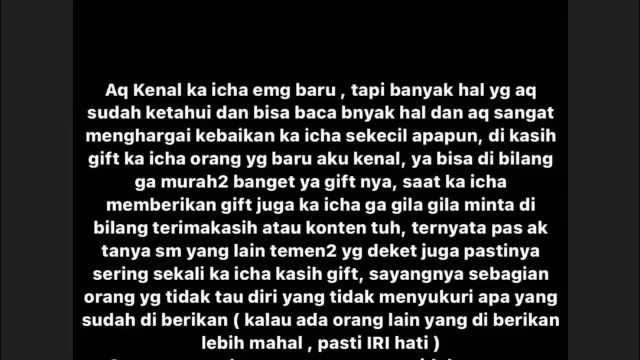 Aq Kenal ka icha emg baru , tapi banyak hal yg aq
sudah ketahui dan bisa baca bnyak hal dan aq sangat
menghargai kebaikan ka icha sekecil apapun, di kasih
gift ka icha orang yg baru aku kenal, ya bisa di bilang
ga murah2 banget ya gift nya, saat ka icha
memberikan gift juga ka icha ga gila gila minta di
bilang terimakasih atau konten tuh, ternyata pas ak
tanya sm yang lain temen2 yg deket juga pastinya
sering sekali ka icha kasih gift, sayangnya sebagian
orang yg tidak tau diri yang tidak menyukuri apa yang
sudah di berikan ( kalau ada orang lain yang di berikan
lebih mahal , pasti IRI hati )